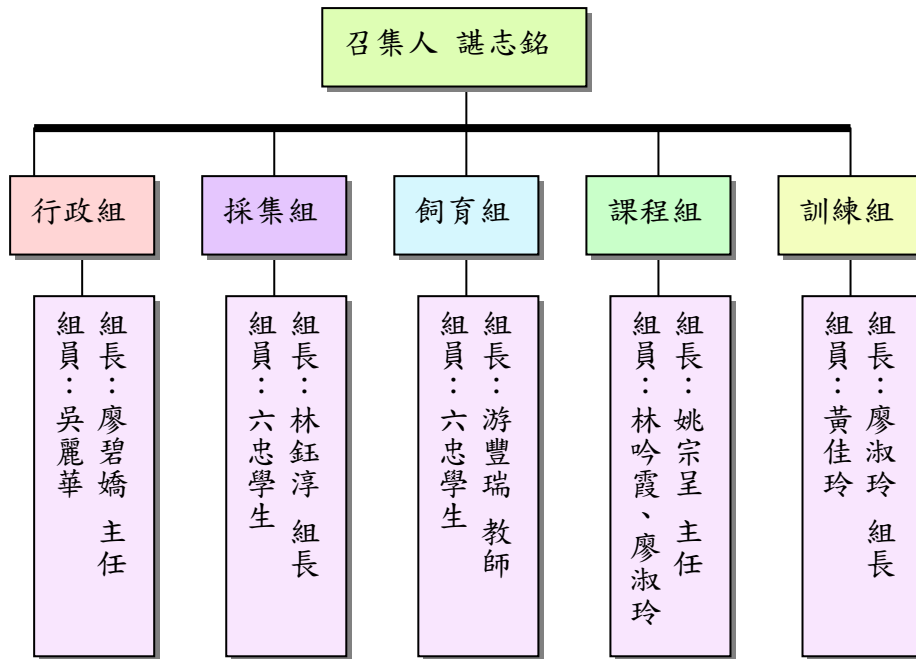 召集人 諶志銘
行政組
採集組
飼育組
課程組
訓練組
組長：廖碧嬌 主任
組員：吳麗華
組長：林鈺淳 組長
組員：六忠學生
組長：游豐瑞 教師
組員：六忠學生
組長：姚宗呈 主任
組員：林吟霞、廖淑玲
組長：廖淑玲 組長
組員：黃佳玲